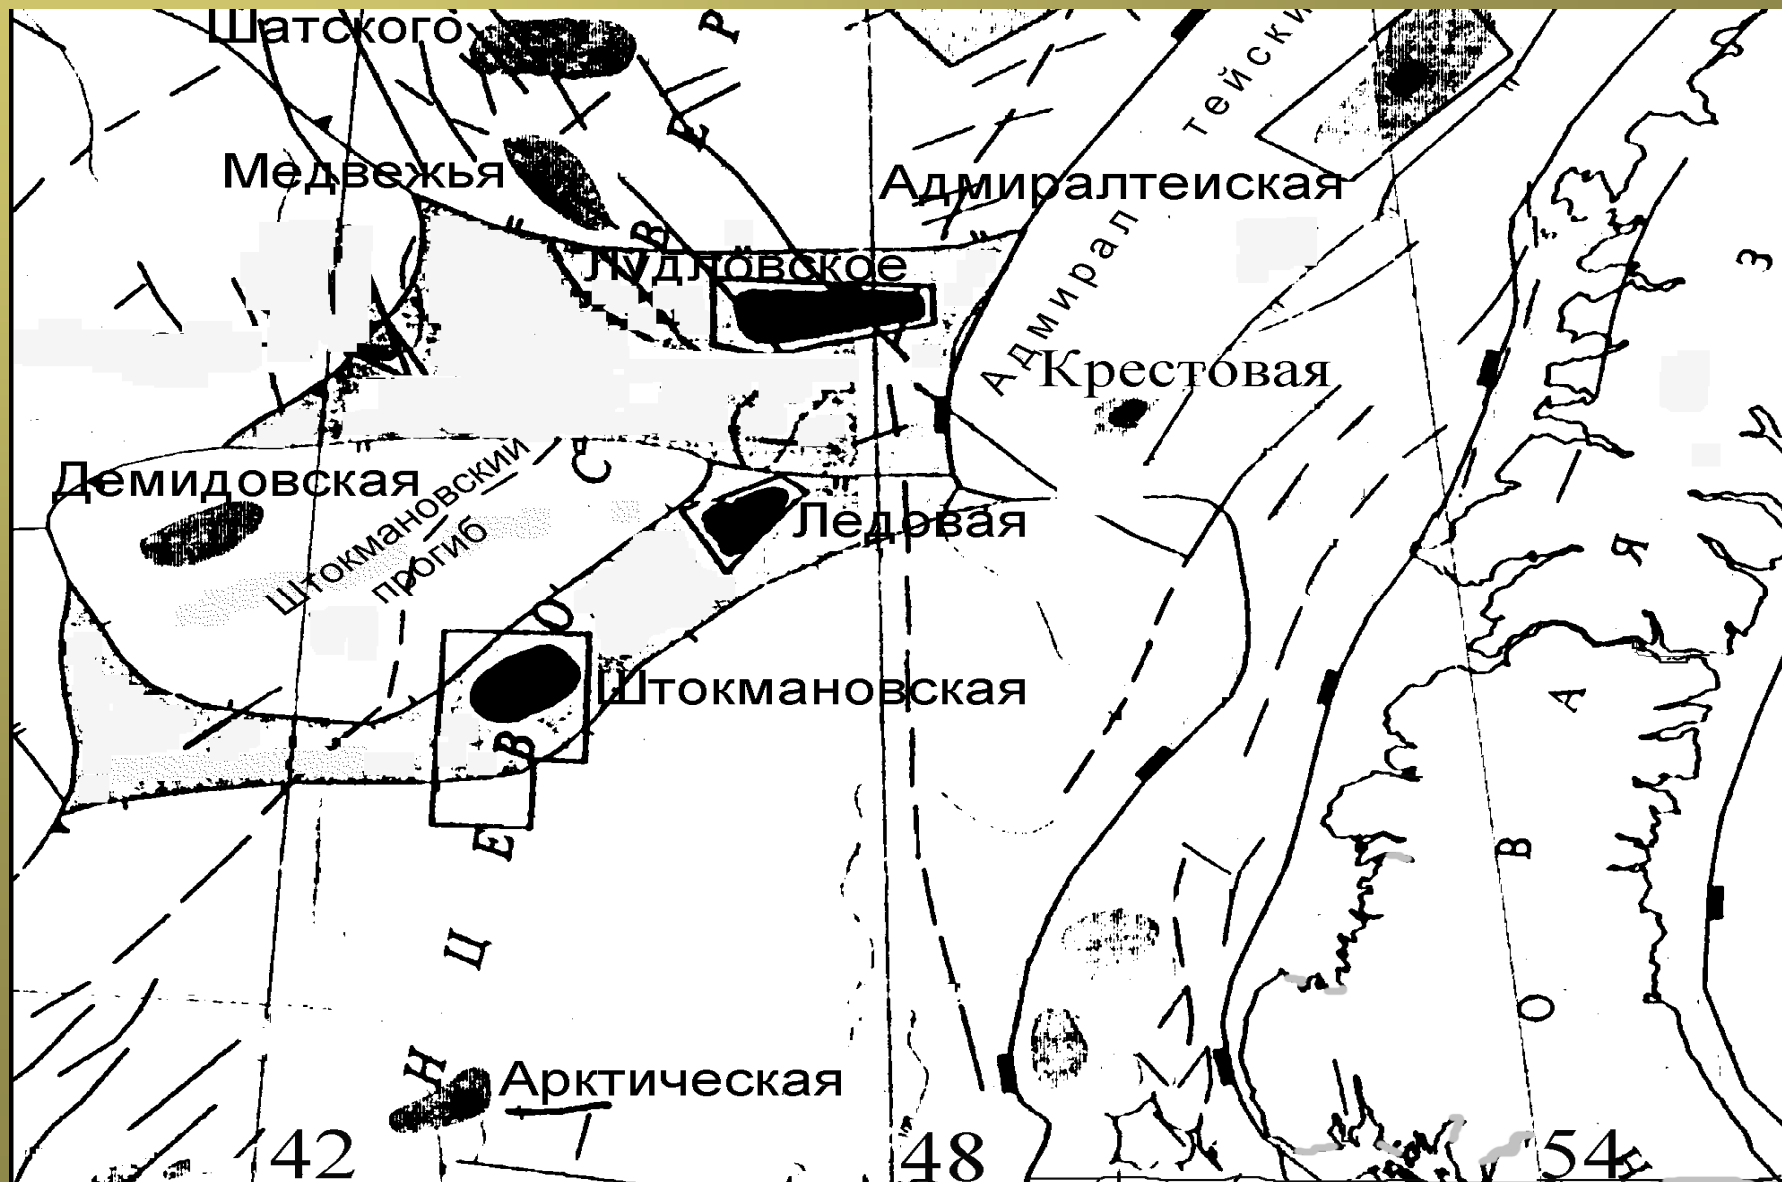 Шатского
Медвежья
Адмиралтеиская
Адмирал
тейски
Лудловское
Крестовая
Демидовская
Штокмановский
прогиб
Ледовая
Штокмановская
Арктическая
42
48
54
Н Ц Е В О С В Е Р
З Я А В О Н